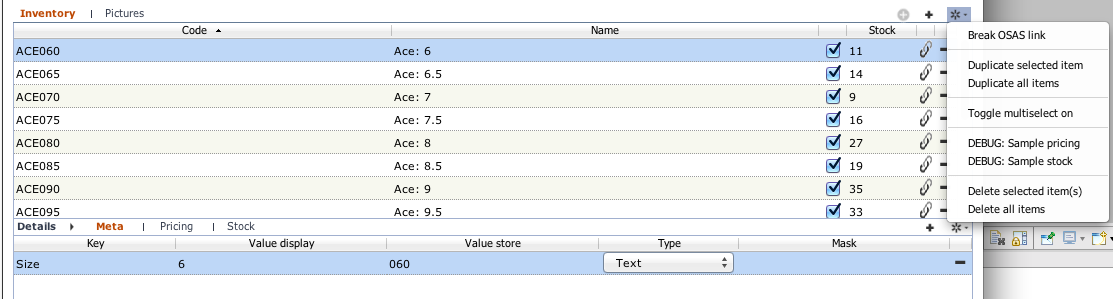 Inventory | Pictures
Code Name Stock
ACE060 Ace: 6 11
ACE065 Ace: 6.5 14
ACE070 Ace: 7 9
ACE075 Ace: 7.5 16
ACE080 Ace: 8 27
ACE085 Ace: 8.5 19
ACE090 Ace: 9 35
ACE095 Ace: 9.5 33
Break OSAS link
Duplicate selected item
Duplicate all items
Toggle multiselect on
DEBUG: Sample pricing
DEBUG: Sample stock
Delete selected item(s)
Delete all items
Details Meta | Pricing | Stock
Key Value display Value store Type Mask
Size 6 060 Text